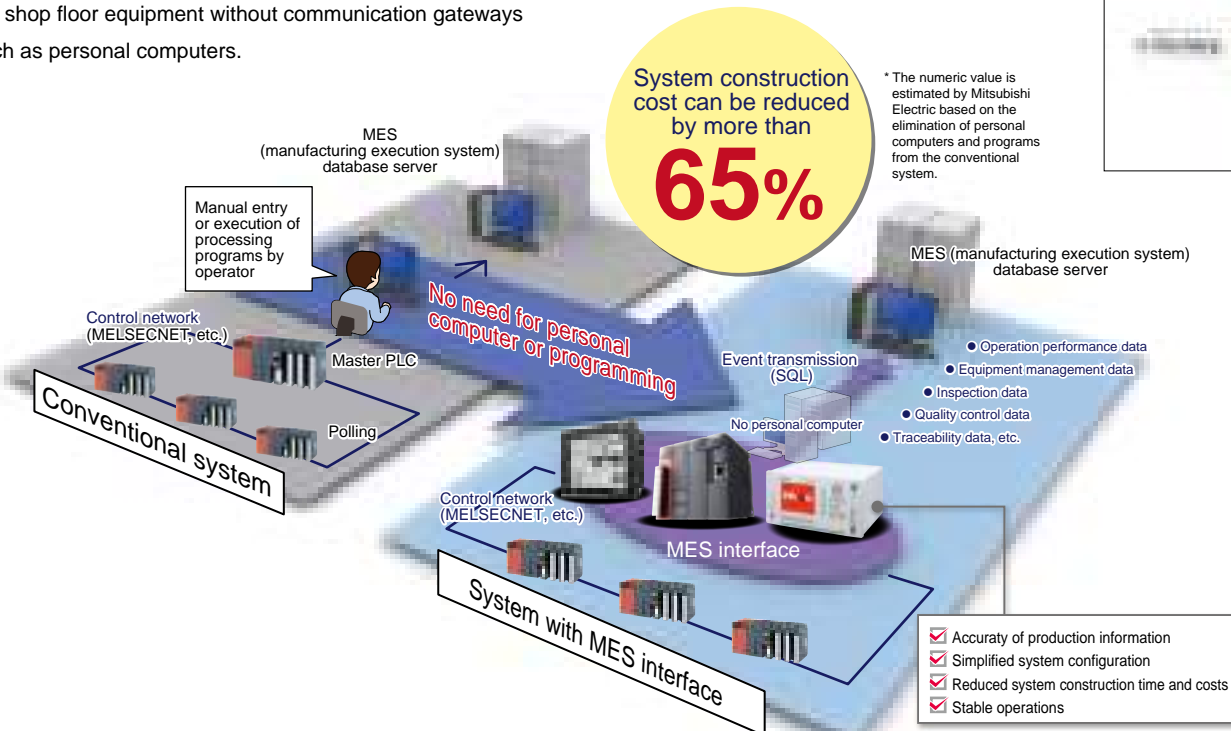 shop floor equipment without communication gateways
ch as personal computers.
System construction
cost can be reduced
by more than
65%
* The numeric value is
estimated by Mitsubishi
Electric based on the
elimination of personal
computers and programs
from the conventional
system.
MES
(manufacturing execution system)
database server
Manual entry
or execution of
processing
programs by
operator
MES (manufacturing execution system)
database server
No need for personal
computer or programming
Control network
(MELSECNET, etc.)
Master PLC
Polling
Conventional system
Event transmission
(SQL)
No personal computer
● Operation performance data
● Equipment management data
● Inspection data
● Quality control data
● Traceability data, etc.
Control network
(MELSECNET, etc.)
MES interface
System with MES interface
Accuraty of production information
Simplified system configuration
Reduced system construction time and costs
Stable operations